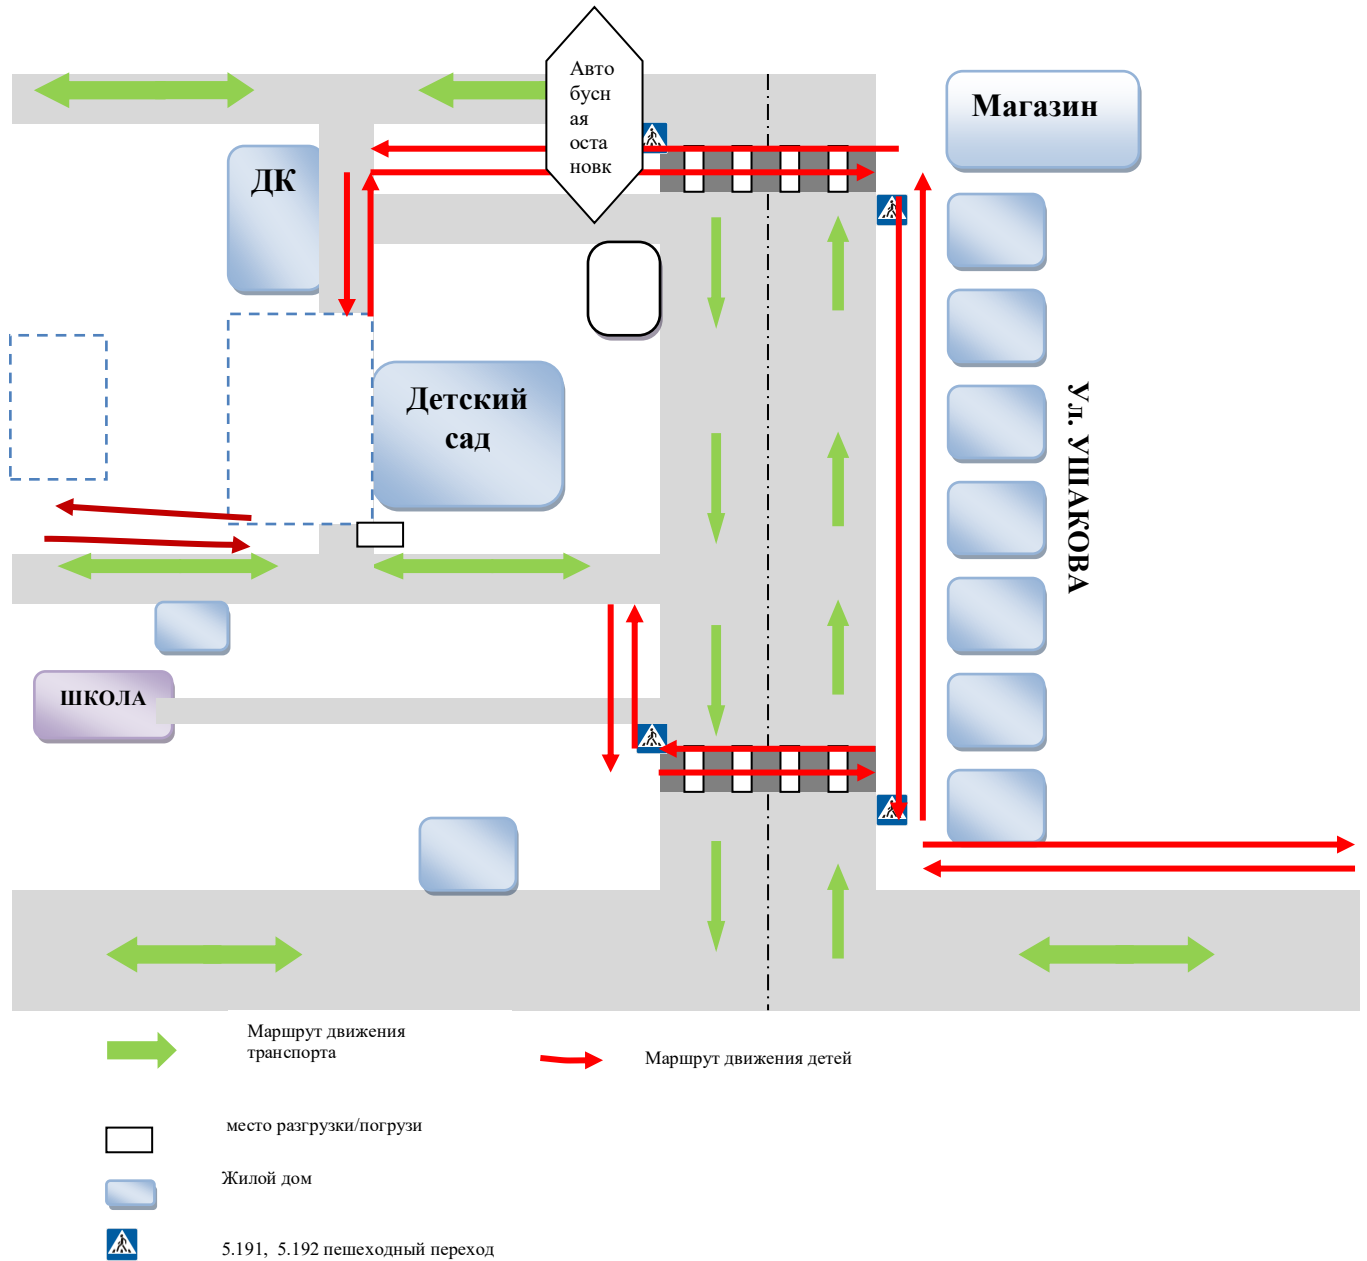 Авто
бусн
ая
оста
новк
Магазин
ДК
Детский
сад
Ул. УШАКОВА
ШКОЛА
Маршрут движения
транспорта
Маршрут движения детей
место разгрузки/погрузи
Жилой дом
5.191, 5.192 пешеходный переход